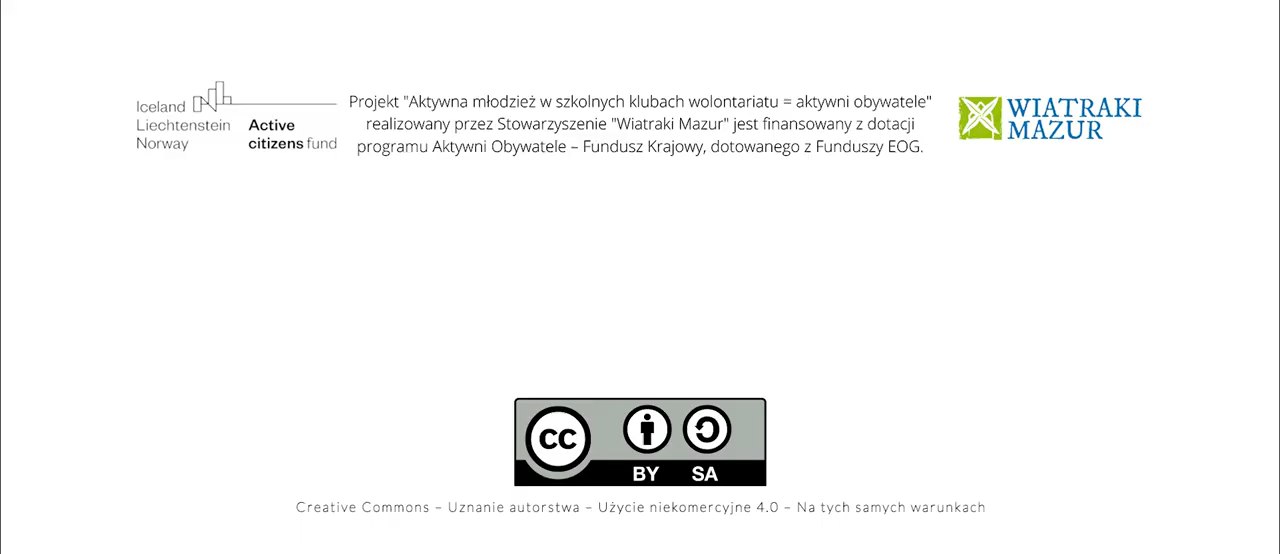 Iceland
Liechtenstein
Norway
Active
citizens fund
Projekt "Aktywna młodzież w szkolnych klubach wolontariatu = aktywni obywatele"
realizowany przez Stowarzyszenie "Wiatraki Mazur" jest finansowany z dotacji
programu Aktywni Obywatele – Fundusz Krajowy, dotowanego z Funduszy EOG.
WIATRAKI
MAZUR
CC
BY SA
Creative Commons – Uznanie autorstwa – Użycie niekomercyjne 4.0 – Na tych samych warunkach